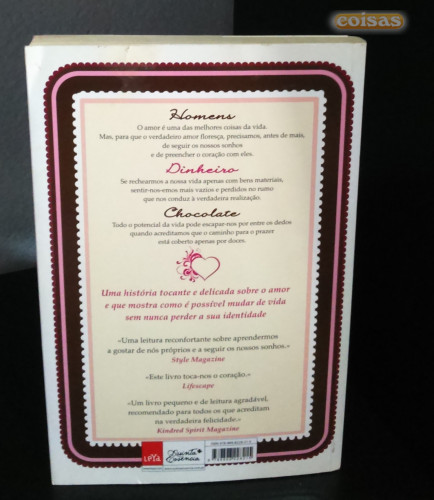 coisas
Homens
O amor é uma das melhores coisas da vida.
Mas, para que o verdadeiro amor floresça, precisamos, antes de mais,
de seguir os nossos sonhos
e de preencher o coração com eles.
Dinheiro
Se rechearmos a nossa vida apenas com bens materiais,
sentir-nos-emos mais vazios e perdidos no rumo
que nos conduz à verdadeira realização.
Chocolate
Todo o potencial da vida pode escapar-nos por entre os dedos
quando acreditamos que o caminho para o prazer
está coberto apenas por doces.
Uma história tocante e delicada sobre o amor
e que mostra como é possível mudar de vida
sem nunca perder a sua identidade
«Uma leitura reconfortante sobre aprendermos
a gostar de nós próprios e a seguir os nossos sonhos.»
Style Magazine
«Este livro toca-nos o coração.»
Lifescape
«Um livro pequeno e de leitura agradável,
recomendado para todos os que acreditam
na verdadeira felicidade.»
Kindred Spirit Magazine
LEYA
Quinta Essência